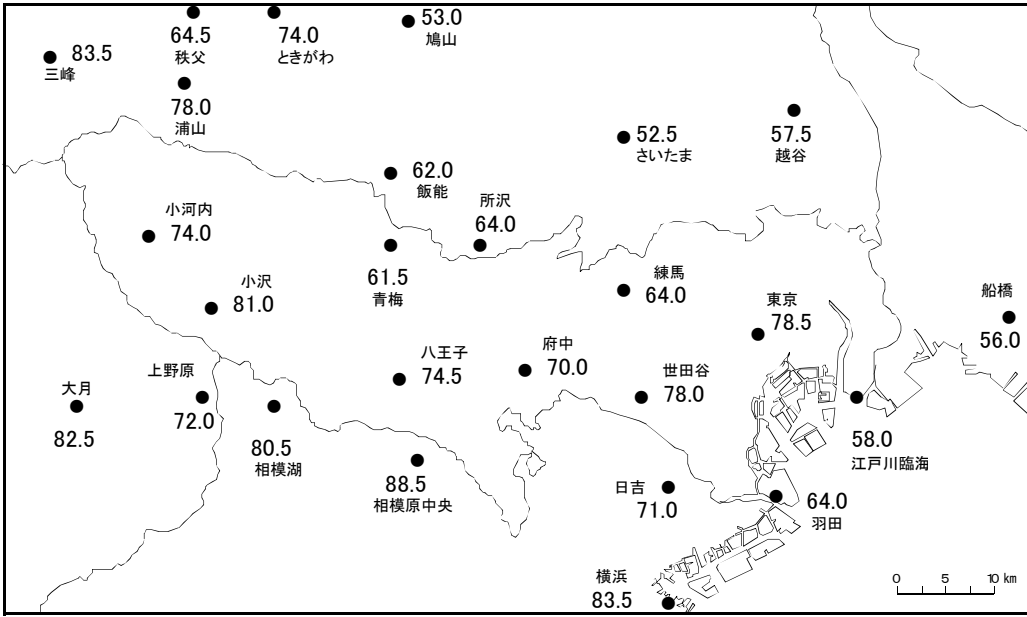 83.5
三峰
64.5
秩父
74.0
ときがわ
53.0
鳩山
78.0
浦山
52.5
さいたま
57.5
越谷
62.0
飯能
所沢
64.0
小河内
74.0
61.5
青梅
小沢
81.0
練馬
64.0
東京
78.5
船橋
56.0
八王子
74.5
府中
70.0
世田谷
78.0
上野原
72.0
大月
82.5
80.5
相模湖
88.5
相模原中央
58.0
江戸川臨海
日吉
71.0
64.0
羽田
横浜
83.5
0 5 10 km